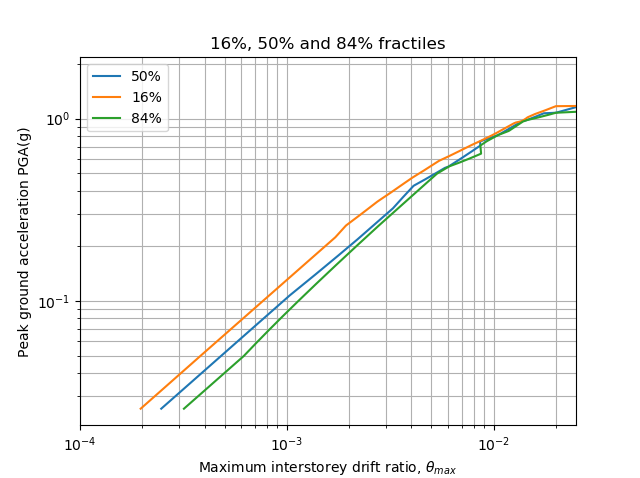 16%, 50% and 84% fractiles
50%
16%
84%
Peak ground acceleration PGA(g)
10⁰
10⁻¹
10⁻⁴
10⁻³
10⁻²
Maximum interstorey drift ratio, θₘₐₓ